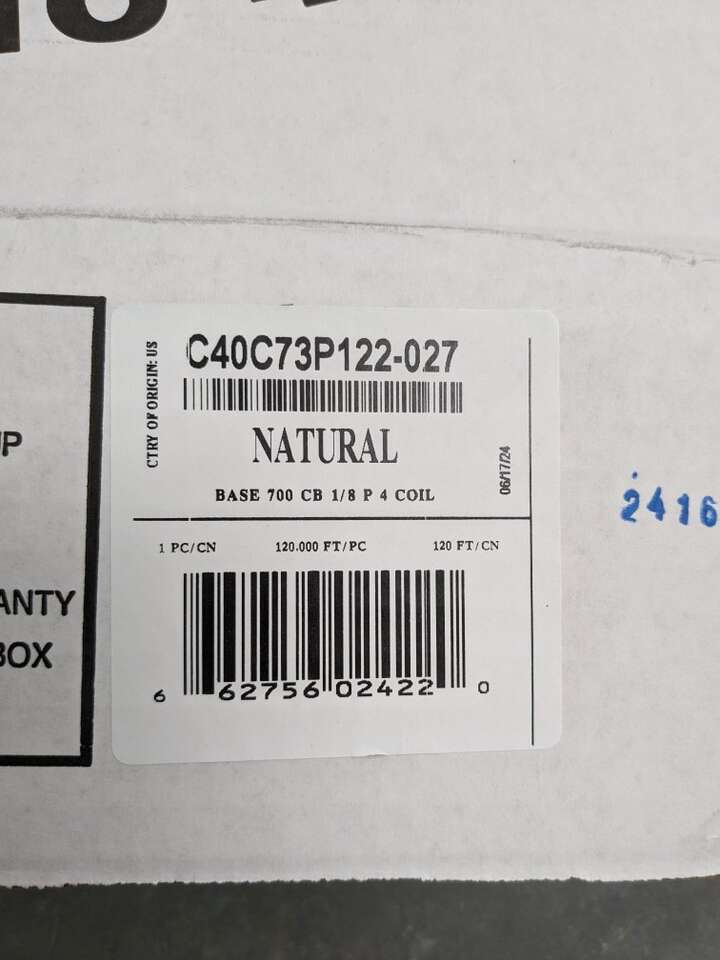 CTRY OF ORIGIN: US
C40C73P122-027
NATURAL
06/17/24
BASE 700 CB 1/8 P 4 COIL
1 PC/CN 120.000 FT/PC 120 FT/CN
6 62756 02422 0
ANTY
BOX
2416